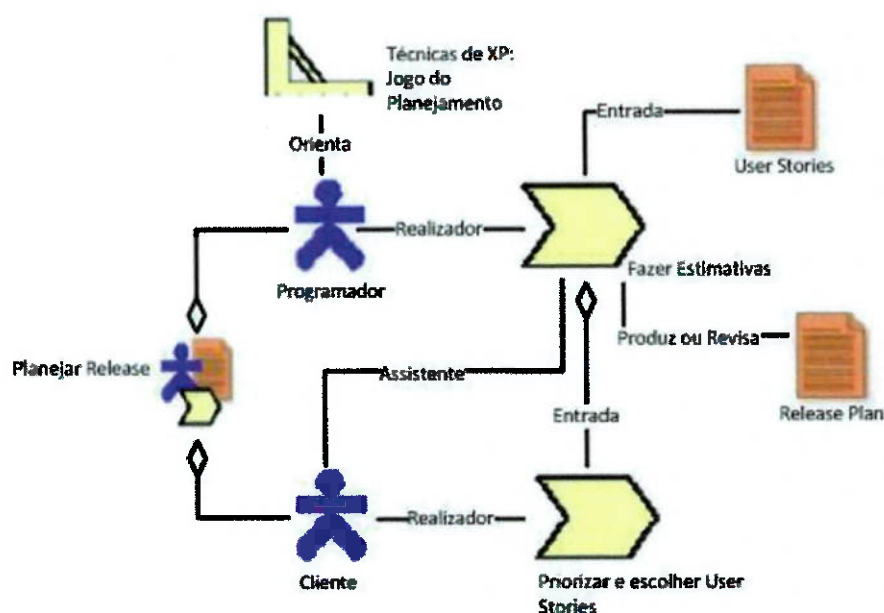 Técnicas de XP:
Jogo do
Planejamento
Entrada
User Stories
Orienta
Realizador
Fazer Estimativas
Programador
Produz ou Revisa
Planejar Release
Assistente
Release Plan
Entrada
Realizador
Cliente
Priorizar e escolher User
Stories